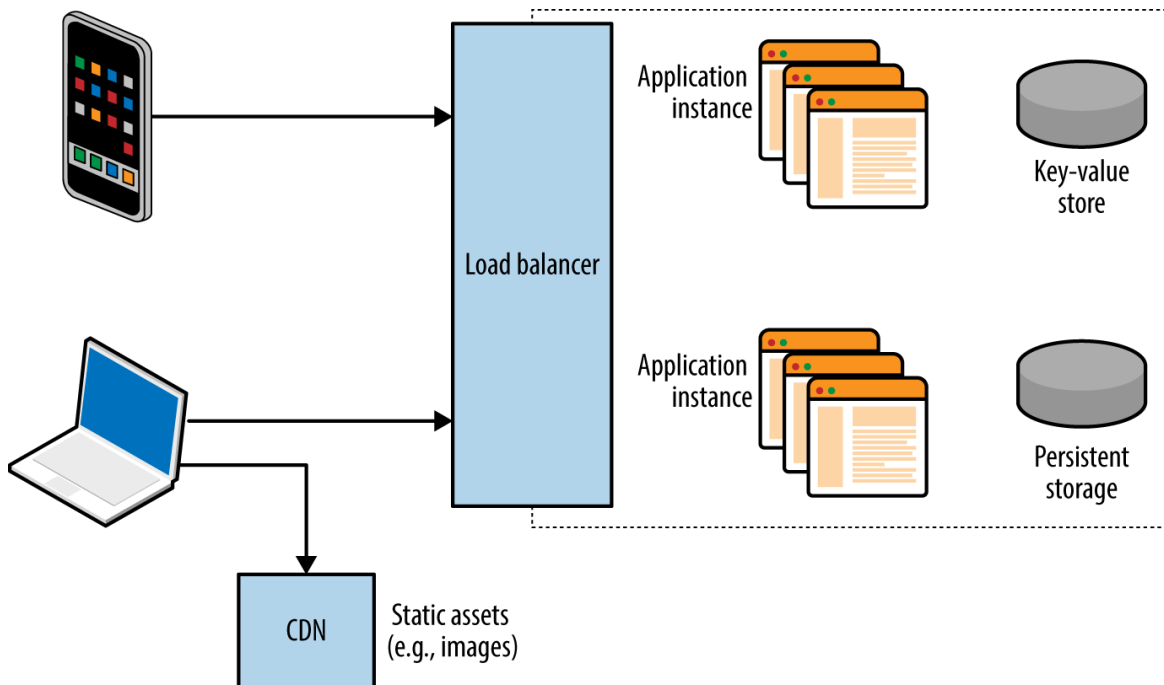 Application
instance
Key-value
store
Load balancer
Application
instance
Persistent
storage
CDN
Static assets
(e.g., images)